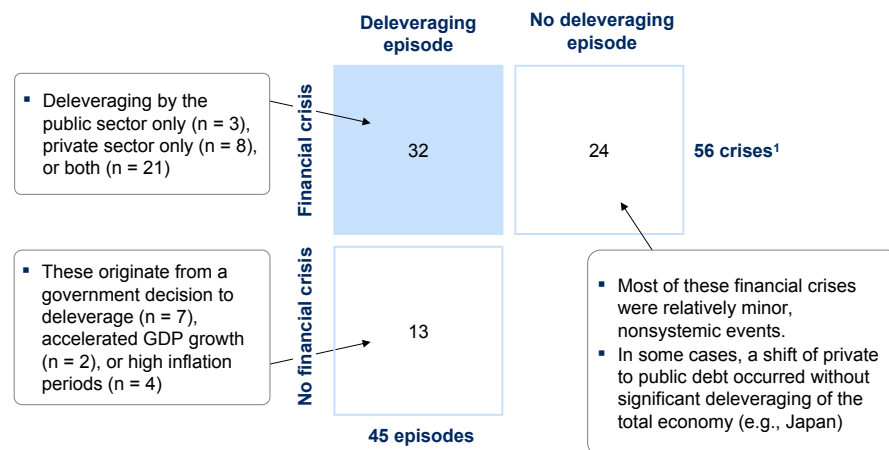 Deleveraging
episode
No deleveraging
episode
▪ Deleveraging by the
public sector only (n = 3),
private sector only (n = 8),
or both (n = 21)
Financial crisis
32
24
56 crises¹
▪ These originate from a
government decision to
deleverage (n = 7),
accelerated GDP growth
(n = 2), or high inflation
periods (n = 4)
No financial crisis
13
45 episodes
▪ Most of these financial crises
were relatively minor,
nonsystemic events.
▪ In some cases, a shift of private
to public debt occurred without
significant deleveraging of the
total economy (e.g., Japan)